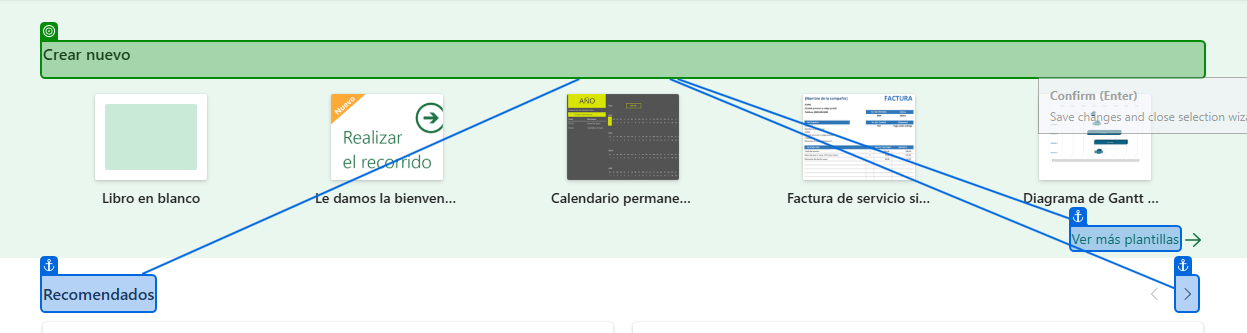 Crear nuevo
Confirm (Enter)
Save changes and close selection wiza
Nuevo
Realizar
el recorrido
AÑO
[Nombre de la compañía]
FACTURA
Libro en blanco
Le damos la bienven...
Calendario permane...
Factura de servicio si...
Diagrama de Gantt ...
Ver más plantillas
Recomendados